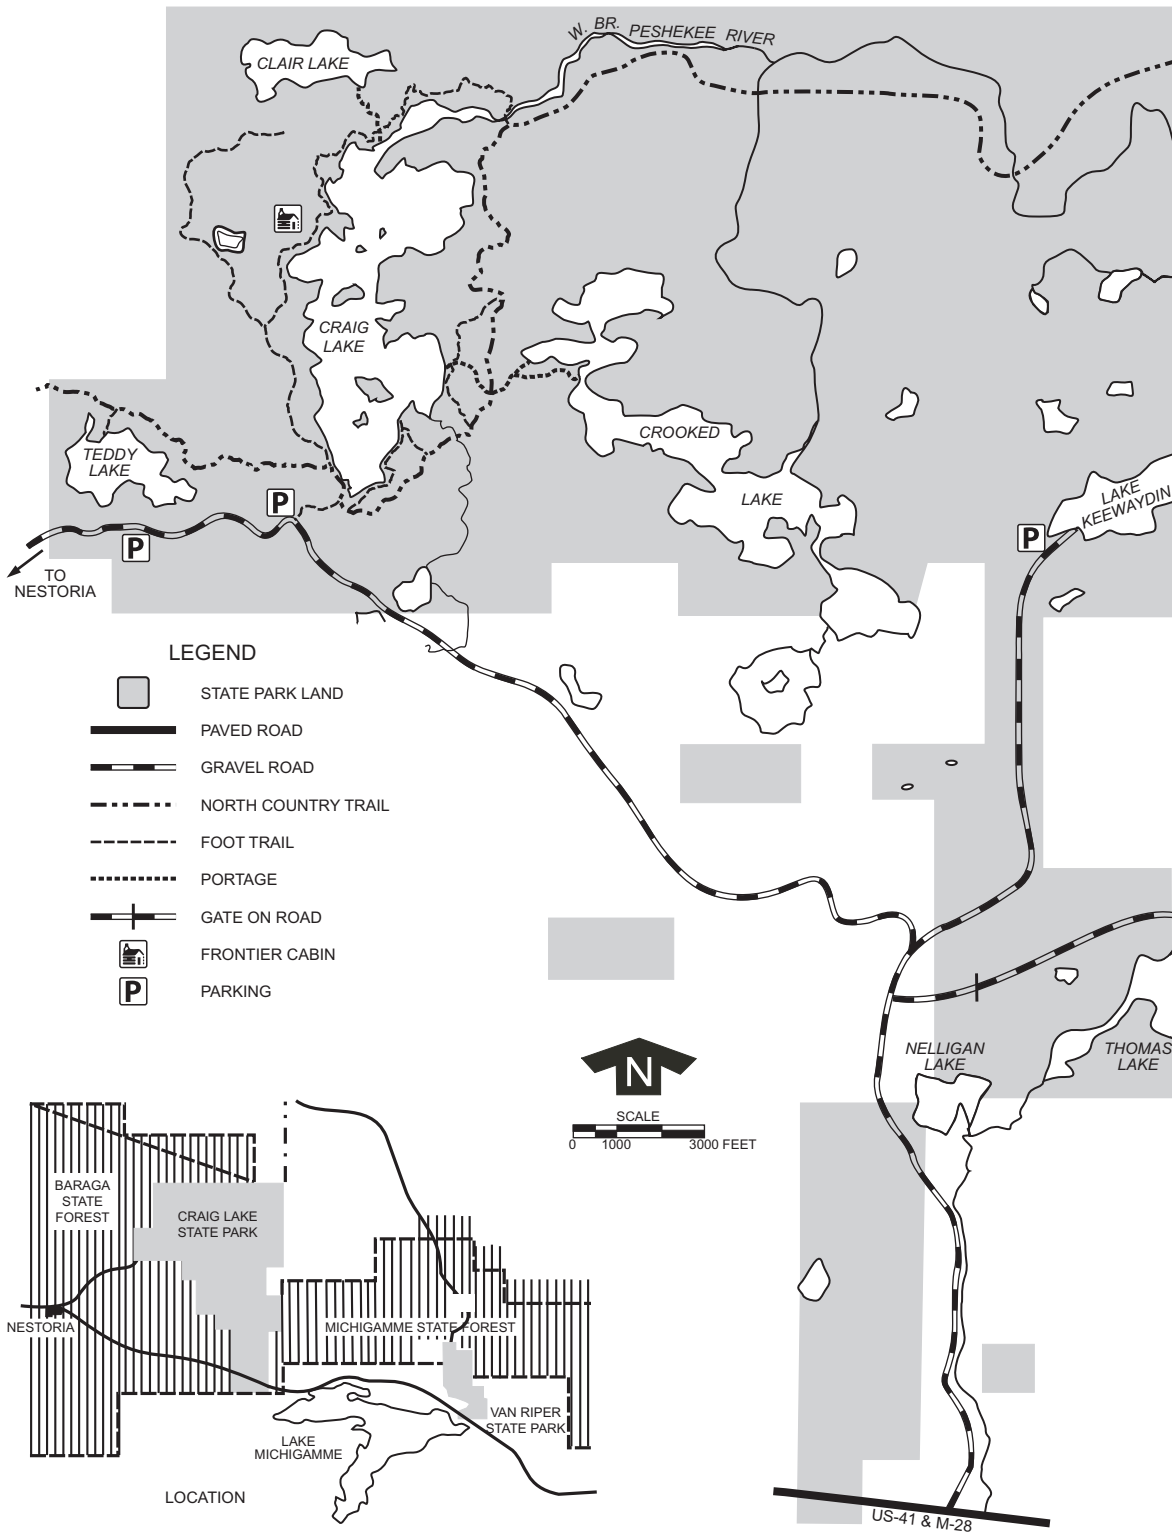 W. BR. PESHEKEE RIVER
CLAIR LAKE
CRAIG
LAKE
TEDDY
LAKE
CROOKED
LAKE
LAKE
KEEWAYDIN
P
P
P
TO
NESTORIA
LEGEND
STATE PARK LAND
PAVED ROAD
GRAVEL ROAD
NORTH COUNTRY TRAIL
FOOT TRAIL
PORTAGE
GATE ON ROAD
FRONTIER CABIN
P PARKING
NELLIGAN
LAKE
THOMAS
LAKE
N
SCALE
0 1000 3000 FEET
BARAGA
STATE
FOREST
CRAIG LAKE
STATE PARK
NESTORIA
MICHIGAMME STATE FOREST
VAN RIPER
STATE PARK
LAKE
MICHIGAMME
LOCATION
US-41 & M-28